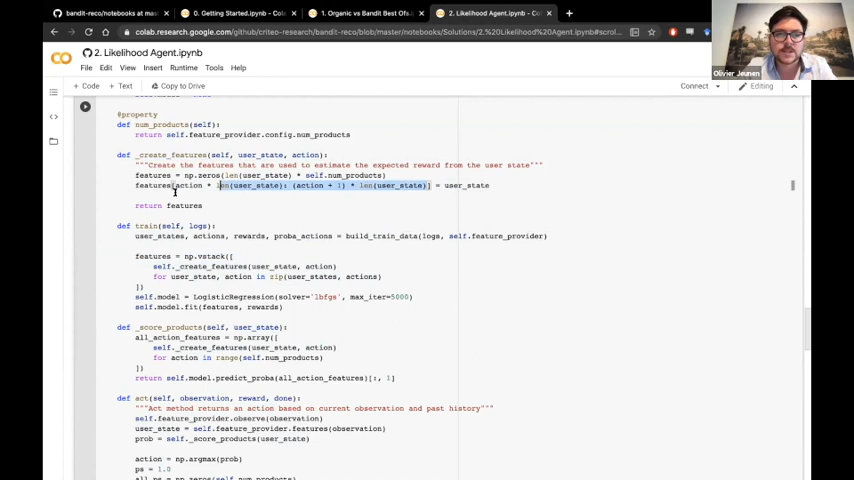 bandit-reco/notebooks at mas
0. Getting Started.ipynb - Co
1. Organic vs Bandit Best Ofs.
2. Likelihood Agent.ipynb - Co
colab.research.google.com/github/criteo-research/bandit-reco/blob/master/notebooks/Solutions/2.%20Likelihood%20Agent.ipynb#scrol...
2. Likelihood Agent.ipynb
File Edit View Insert Runtime Tools Help
+ Code + Text Copy to Drive
Connect Editing
Olivier Jeunen
@property
def num_products(self):
return self.feature_provider.config.num_products
def _create_features(self, user_state, action):
"""Create the features that are used to estimate the expected reward from the user state"""
features = np.zeros(len(user_state) * self.num_products)
features[action * len(user_state): (action + 1) * len(user_state)] = user_state
return features
def train(self, logs):
user_states, actions, rewards, proba_actions = build_train_data(logs, self.feature_provider)
features = np.vstack([
self._create_features(user_state, action)
for user_state, action in zip(user_states, actions)
])
self.model = LogisticRegression(solver='lbfgs', max_iter=5000)
self.model.fit(features, rewards)
def _score_products(self, user_state):
all_action_features = np.array([
self._create_features(user_state, action)
for action in range(self.num_products)
])
return self.model.predict_proba(all_action_features)[:, 1]
def act(self, observation, reward, done):
"""Act method returns an action based on current observation and past history"""
self.feature_provider.observe(observation)
user_state = self.feature_provider.features(observation)
prob = self._score_products(user_state)
action = np.argmax(prob)
ps = 1.0
all_ps = np.zeros(self.num_products)